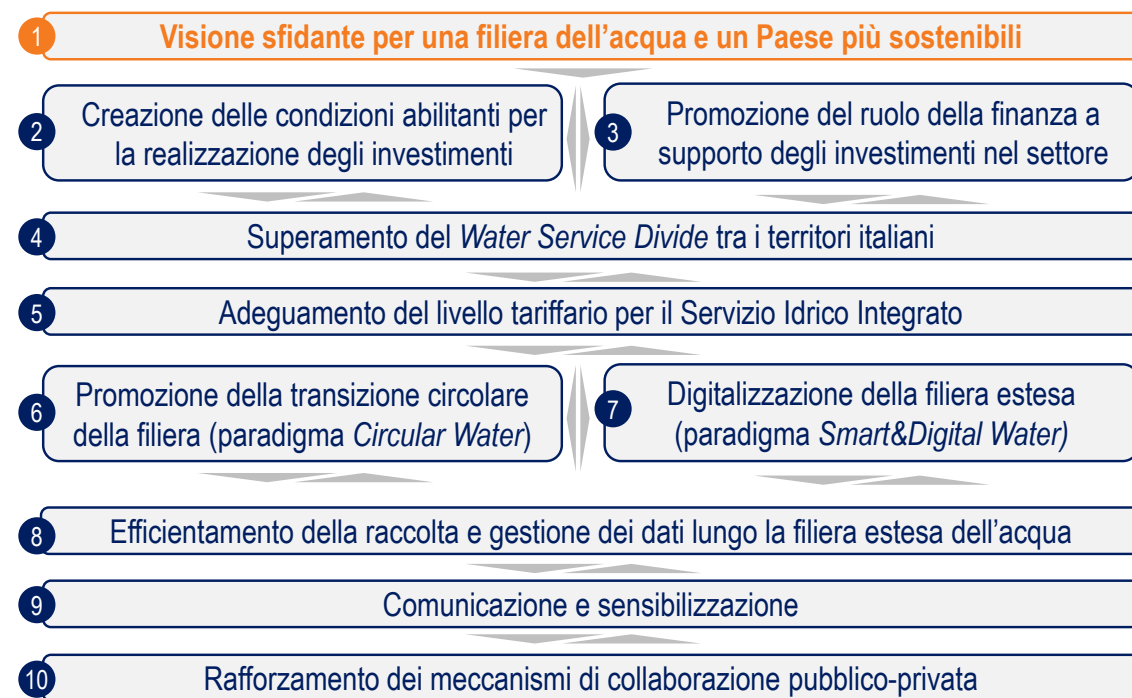 1
Visione sfidante per una filiera dell’acqua e un Paese più sostenibili
2
Creazione delle condizioni abilitanti per
la realizzazione degli investimenti
3
Promozione del ruolo della finanza a
supporto degli investimenti nel settore
4
Superamento del Water Service Divide tra i territori italiani
5
Adeguamento del livello tariffario per il Servizio Idrico Integrato
6
Promozione della transizione circolare
della filiera (paradigma Circular Water)
7
Digitalizzazione della filiera estesa
(paradigma Smart&Digital Water)
8
Efficientamento della raccolta e gestione dei dati lungo la filiera estesa dell’acqua
9
Comunicazione e sensibilizzazione
10
Rafforzamento dei meccanismi di collaborazione pubblico-privata